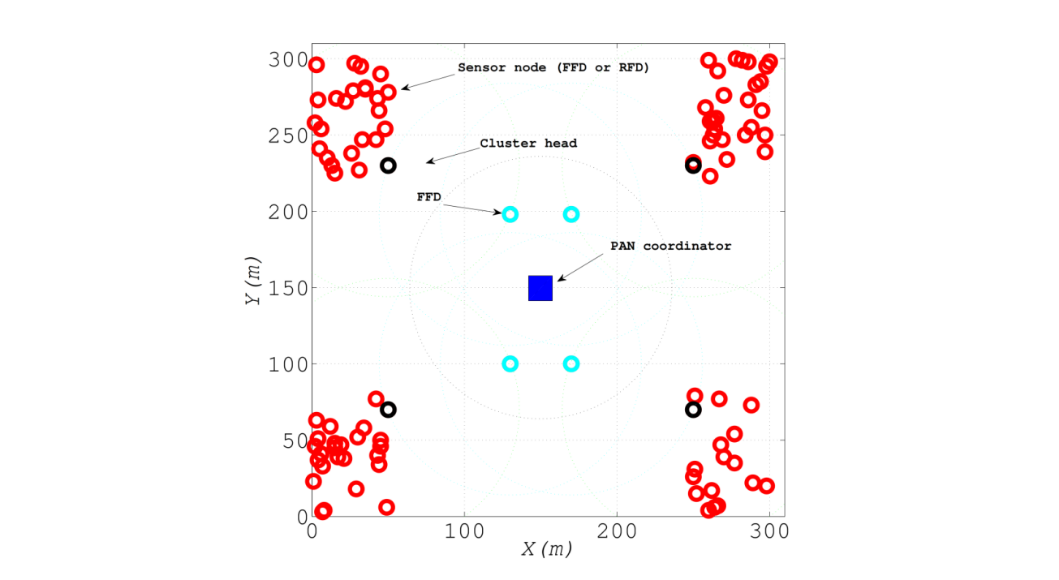 300
Sensor node (FFD or RFD)
250
Cluster head
FFD
200
PAN coordinator
Y(m)
150
100
50
0
0 100 200 300
X(m)